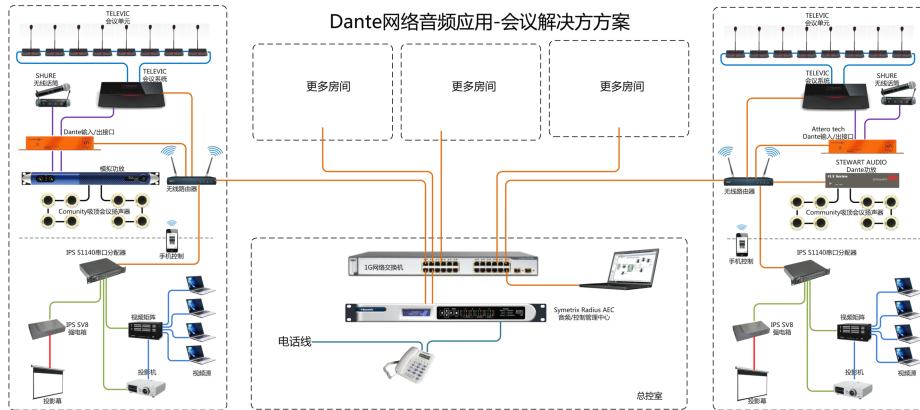 Dante网络音频应用-会议解决方方案
TELEVIC
会议单元
TELEVIC
会议系统
SHURE
无线话筒
Dante输入/出接口
模拟功放
无线路由器
Comunity吸顶会议扬声器
手机控制
IPS S1140串口分配器
IPS SV8
强电箱
视频矩阵
投影幕
投影机
视频源
更多房间
更多房间
更多房间
1G网络交换机
Symetrix Radius AEC
音频/控制管理中心
电话线
总控室
TELEVIC
会议单元
TELEVIC
会议系统
SHURE
无线话筒
Attero tech
Dante输入/出接口
STEWART AUDIO
Dante功放
无线路由器
Community吸顶会议扬声器
手机控制
IPS S1140串口分配器
IPS SV8
强电箱
视频矩阵
投影幕
投影机
视频源